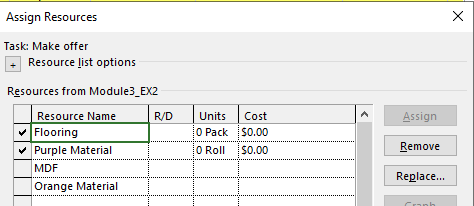 Assign Resources
Task: Make offer
+ Resource list options
Resources from Module3_EX2
Resource Name R/D Units Cost
Flooring 0 Pack $0.00
Purple Material 0 Roll $0.00
MDF
Orange Material
Assign
Remove
Replace...
Graph